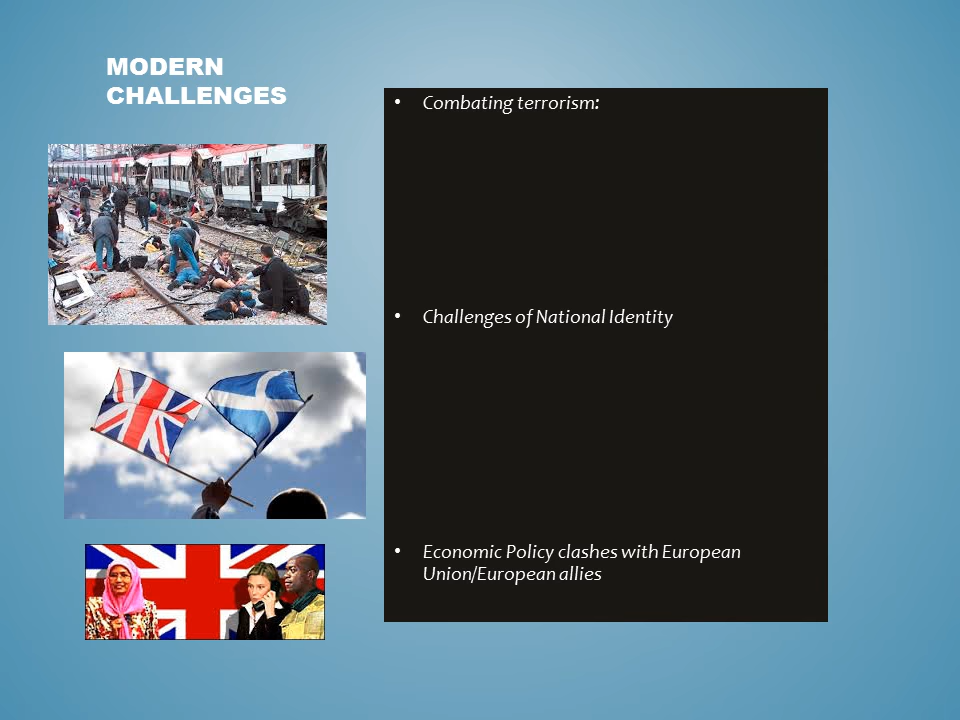 MODERN
CHALLENGES
• Combating terrorism:
• Challenges of National Identity
• Economic Policy clashes with European
Union/European allies